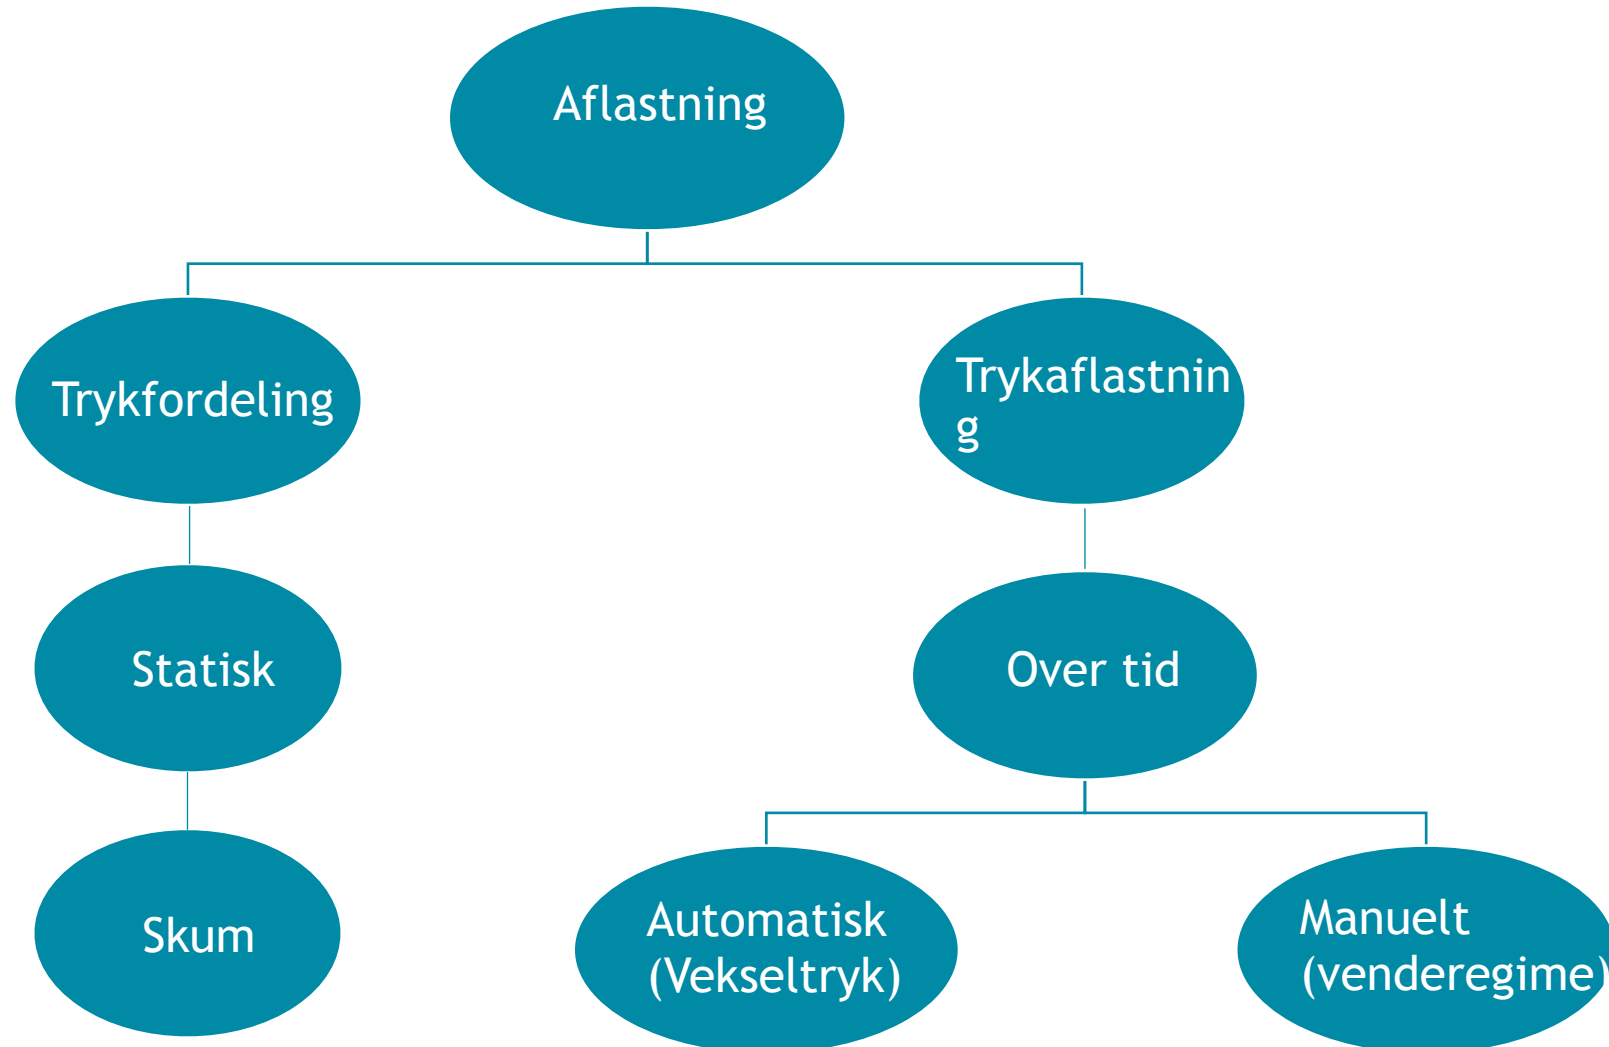 Aflastning
Trykfordeling
Trykaflastnin
g
Statisk
Over tid
Skum
Automatisk
(Vekseltryk)
Manuelt
(venderegime)